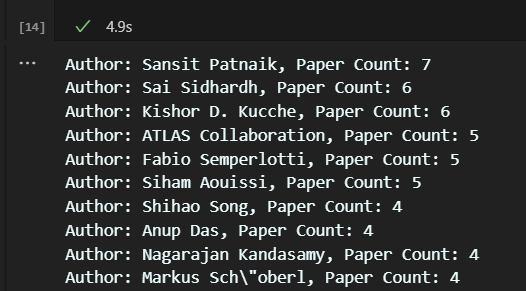 [14] ✓ 4.9s
... Author: Sansit Patnaik, Paper Count: 7
Author: Sai Sidhardh, Paper Count: 6
Author: Kishor D. Kucche, Paper Count: 6
Author: ATLAS Collaboration, Paper Count: 5
Author: Fabio Semperlotti, Paper Count: 5
Author: Siham Aouissi, Paper Count: 5
Author: Shihao Song, Paper Count: 4
Author: Anup Das, Paper Count: 4
Author: Nagarajan Kandasamy, Paper Count: 4
Author: Markus Sch\"oberl, Paper Count: 4